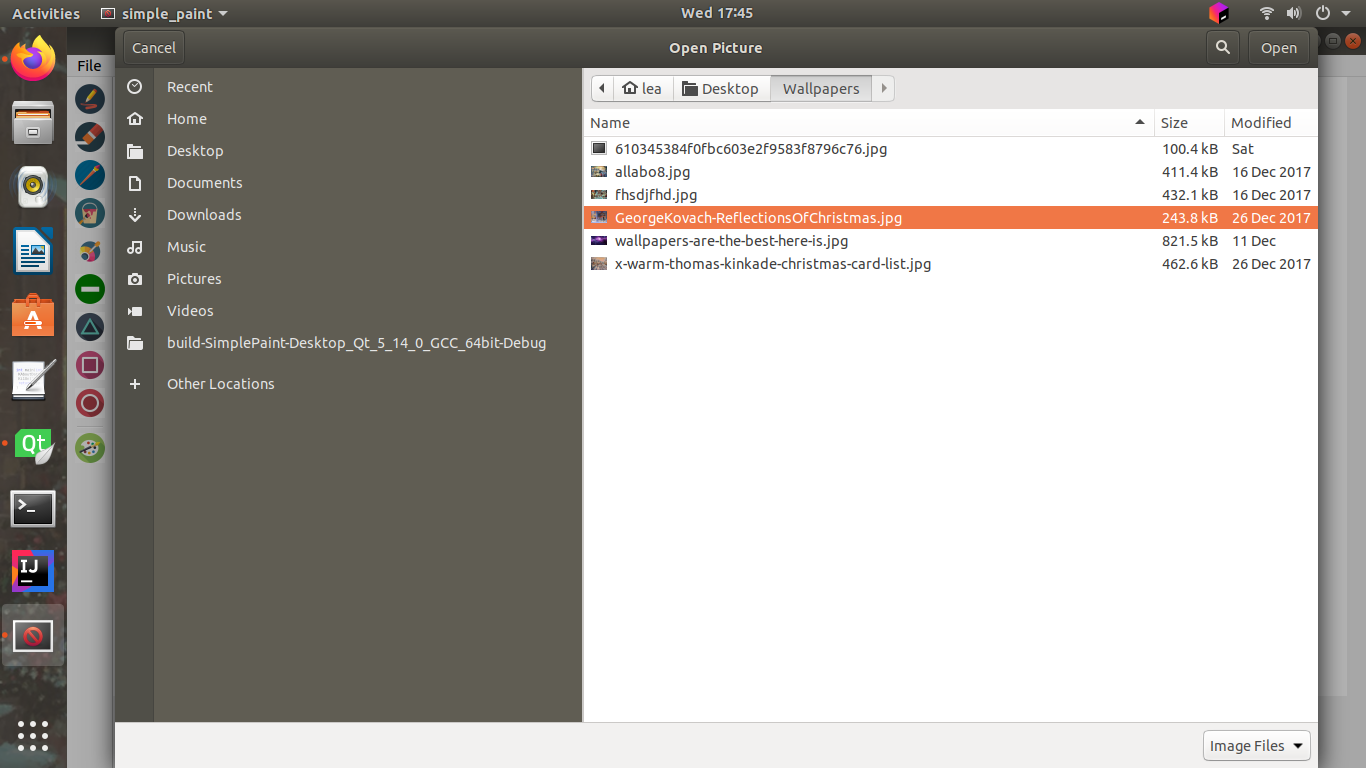 Activities simple_paint Wed 17:45
Cancel Open Picture Open
File
Recent
Home
Desktop
Documents
Downloads
Music
Pictures
Videos
build-SimplePaint-Desktop_Qt_5_14_0_GCC_64bit-Debug
Other Locations
lea Desktop Wallpapers
Name Size Modified
610345384f0fbc603e2f9583f8796c76.jpg 100.4 kB Sat
allabo8.jpg 411.4 kB 16 Dec 2017
fhsdjfhd.jpg 432.1 kB 16 Dec 2017
GeorgeKovach-ReflectionsOfChristmas.jpg 243.8 kB 26 Dec 2017
wallpapers-are-the-best-here-is.jpg 821.5 kB 11 Dec
x-warm-thomas-kinkade-christmas-card-list.jpg 462.6 kB 26 Dec 2017
Image Files
Qt
>_
IJ